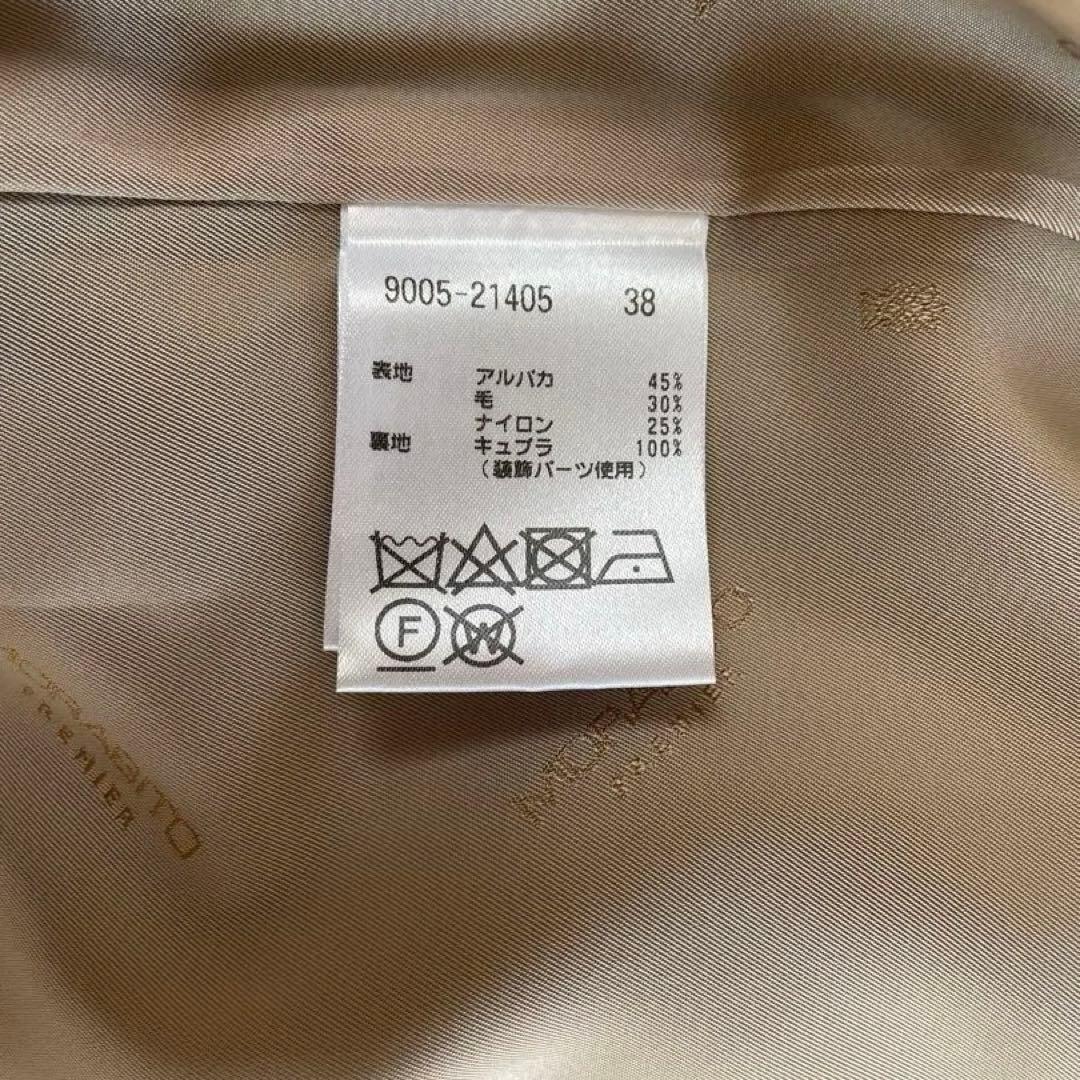 9005-21405 38
表地 アルパカ 45%
毛 30%
ナイロン 25%
裏地 キュプラ 100%
(装飾パーツ使用)
F W
PREMIER